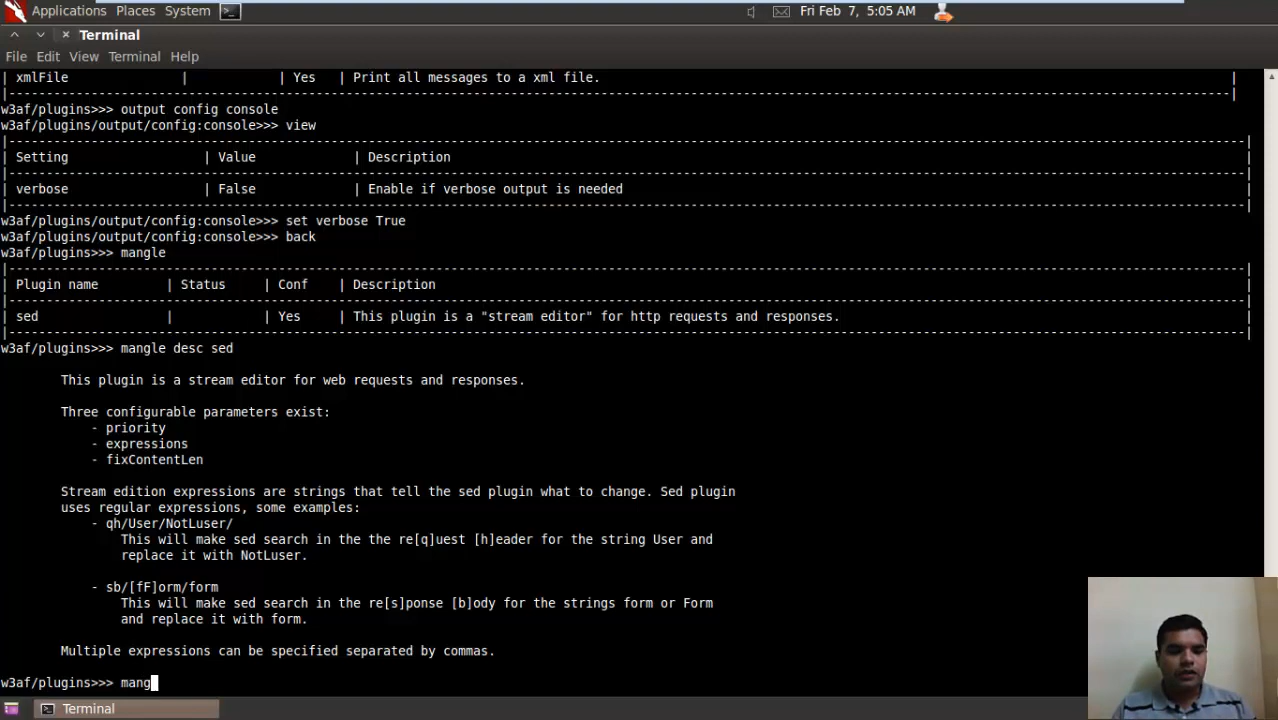 Applications Places System Fri Feb 7, 5:05 AM
Terminal
File Edit View Terminal Help
| xmlFile | | Yes | Print all messages to a xml file. |
|--------------------------------------------------------------------------------|
w3af/plugins>>> output config console
w3af/plugins/output/config:console>>> view
|--------------------------------------------------------------------------------|
| Setting | Value | Description |
|--------------------------------------------------------------------------------|
| verbose | False | Enable if verbose output is needed |
|--------------------------------------------------------------------------------|
w3af/plugins/output/config:console>>> set verbose True
w3af/plugins/output/config:console>>> back
w3af/plugins>>> mangle
|--------------------------------------------------------------------------------|
| Plugin name | Status | Conf | Description |
|--------------------------------------------------------------------------------|
| sed | | Yes | This plugin is a "stream editor" for http requests and responses. |
|--------------------------------------------------------------------------------|
w3af/plugins>>> mangle desc sed
This plugin is a stream editor for web requests and responses.
Three configurable parameters exist:
- priority
- expressions
- fixContentLen
Stream edition expressions are strings that tell the sed plugin what to change. Sed plugin
uses regular expressions, some examples:
- qh/User/NotLuser/
This will make sed search in the the re[q]uest [h]eader for the string User and
replace it with NotLuser.
- sb/[fF]orm/form
This will make sed search in the re[s]ponse [b]ody for the strings form or Form
and replace it with form.
Multiple expressions can be specified separated by commas.
w3af/plugins>>> mang
Terminal